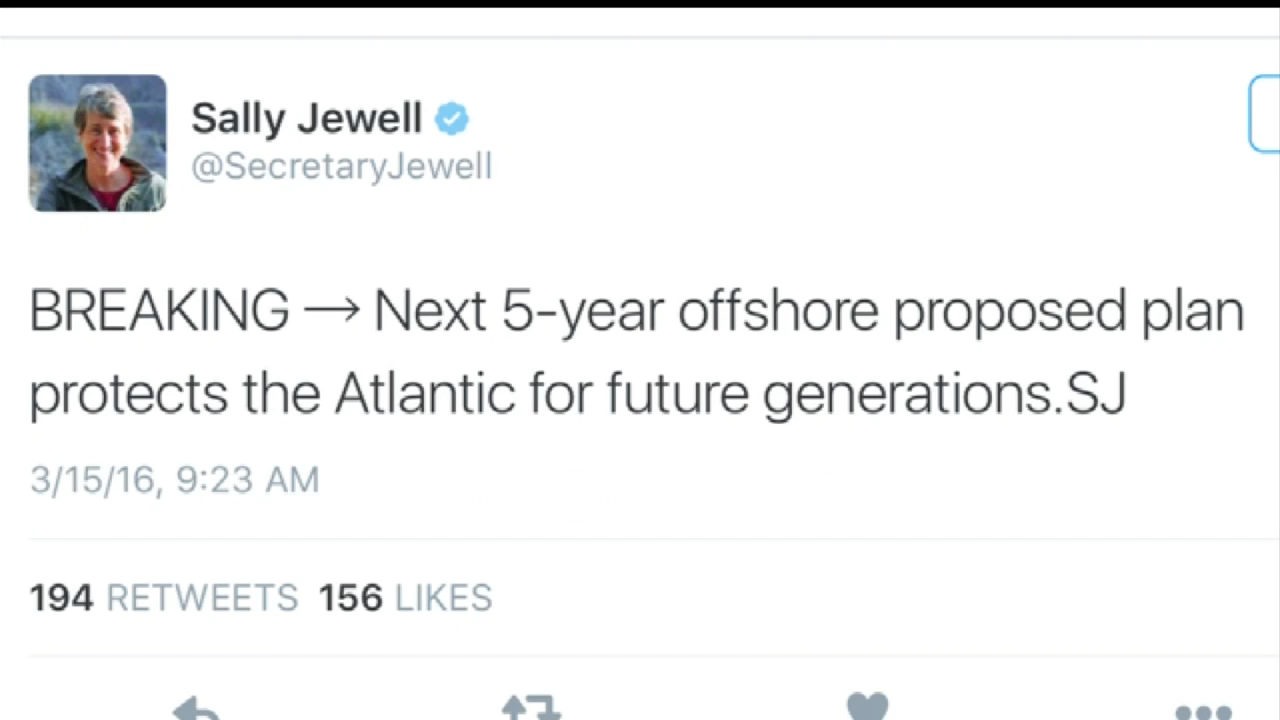 Sally Jewell
@SecretaryJewell
BREAKING → Next 5-year offshore proposed plan
protects the Atlantic for future generations.SJ
3/15/16, 9:23 AM
194 RETWEETS 156 LIKES